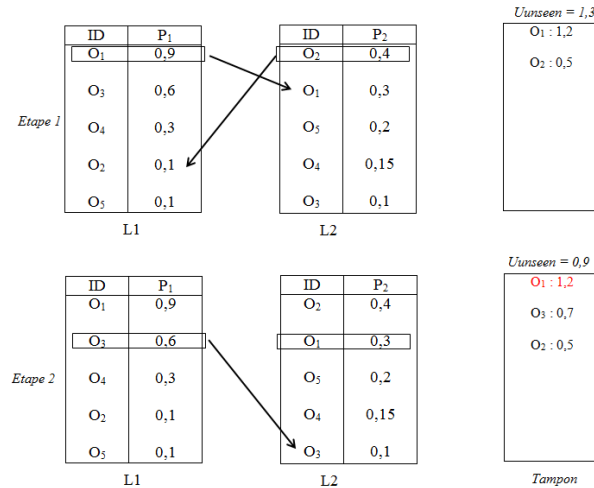 Uunseen = 1,3
ID P₁ ID P₂ O₁ : 1,2
O₁ 0,9 O₂ 0,4
O₂ : 0,5
O₃ 0,6 O₁ 0,3
Etape 1
O₄ 0,3 O₅ 0,2
O₂ 0,1 O₄ 0,15
O₅ 0,1 O₃ 0,1
L1 L2
Uunseen = 0,9
ID P₁ ID P₂ O₁ : 1,2
O₁ 0,9 O₂ 0,4
O₃ : 0,7
O₃ 0,6 O₁ 0,3 O₂ : 0,5
Etape 2
O₄ 0,3 O₅ 0,2
O₂ 0,1 O₄ 0,15
O₅ 0,1 O₃ 0,1
L1 L2 Tampon